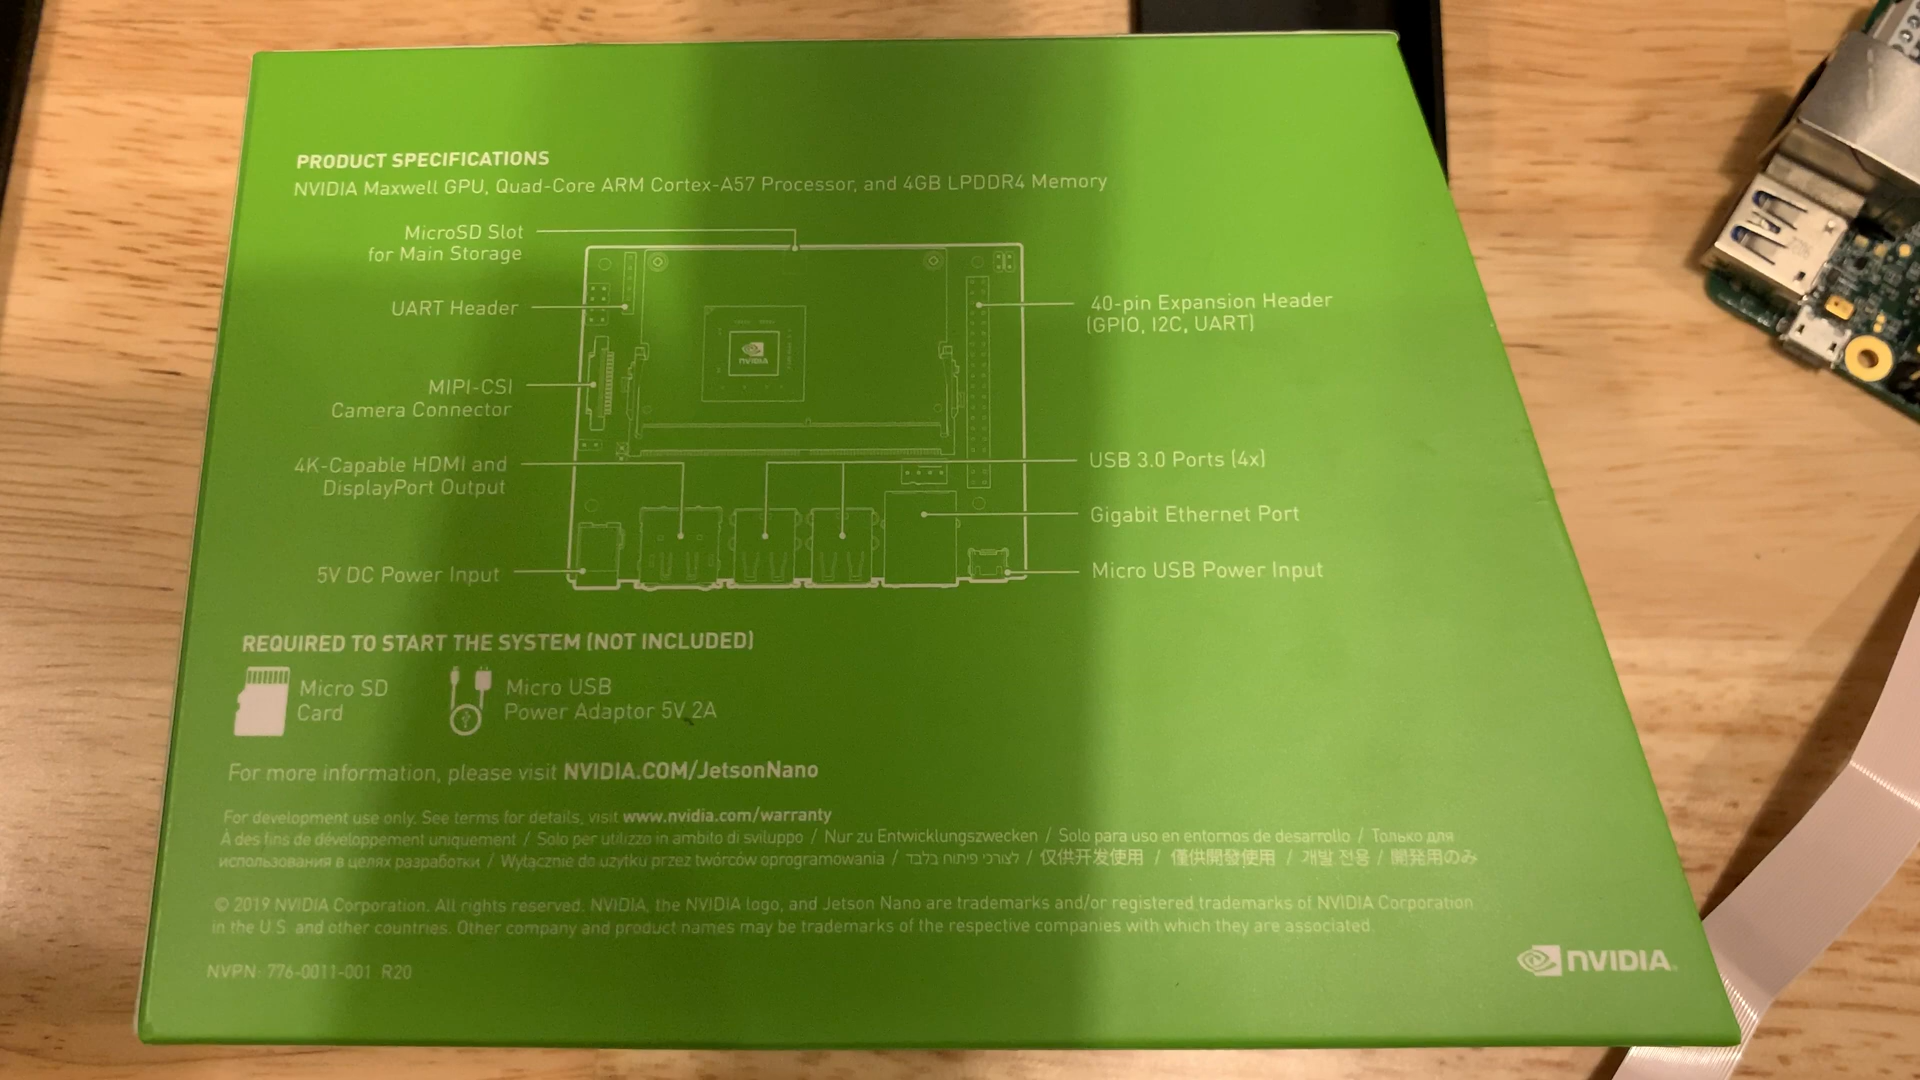 PRODUCT SPECIFICATIONS
NVIDIA Maxwell GPU, Quad-Core ARM Cortex-A57 Processor, and 4GB LPDDR4 Memory
MicroSD Slot
for Main Storage
UART Header
MIPI-CSI
Camera Connector
4K-Capable HDMI and
DisplayPort Output
5V DC Power Input
NVIDIA
40-pin Expansion Header
(GPIO, I2C, UART)
USB 3.0 Ports (4x)
Gigabit Ethernet Port
Micro USB Power Input
REQUIRED TO START THE SYSTEM (NOT INCLUDED)
Micro SD
Card
Micro USB
Power Adaptor 5V 2A
For more information, please visit NVIDIA.COM/JetsonNano
For development use only. See terms for details, visit www.nvidia.com/warranty
À des fins de développement uniquement / Solo per utilizzo in ambito di sviluppo / Nur zu Entwicklungszwecken / Solo para uso en entornos de desarrollo / Только для
использования в целях разработки / Wyłącznie do użytku przez twórców oprogramowania / לצורכי פיתוח בלבד / 仅供开发使用 / 僅供開發使用 / 개발 전용 / 開発用のみ
© 2019 NVIDIA Corporation. All rights reserved. NVIDIA, the NVIDIA logo, and Jetson Nano are trademarks and/or registered trademarks of NVIDIA Corporation
in the U.S. and other countries. Other company and product names may be trademarks of the respective companies with which they are associated.
NVPN: 776-0011-001 R20
NVIDIA.